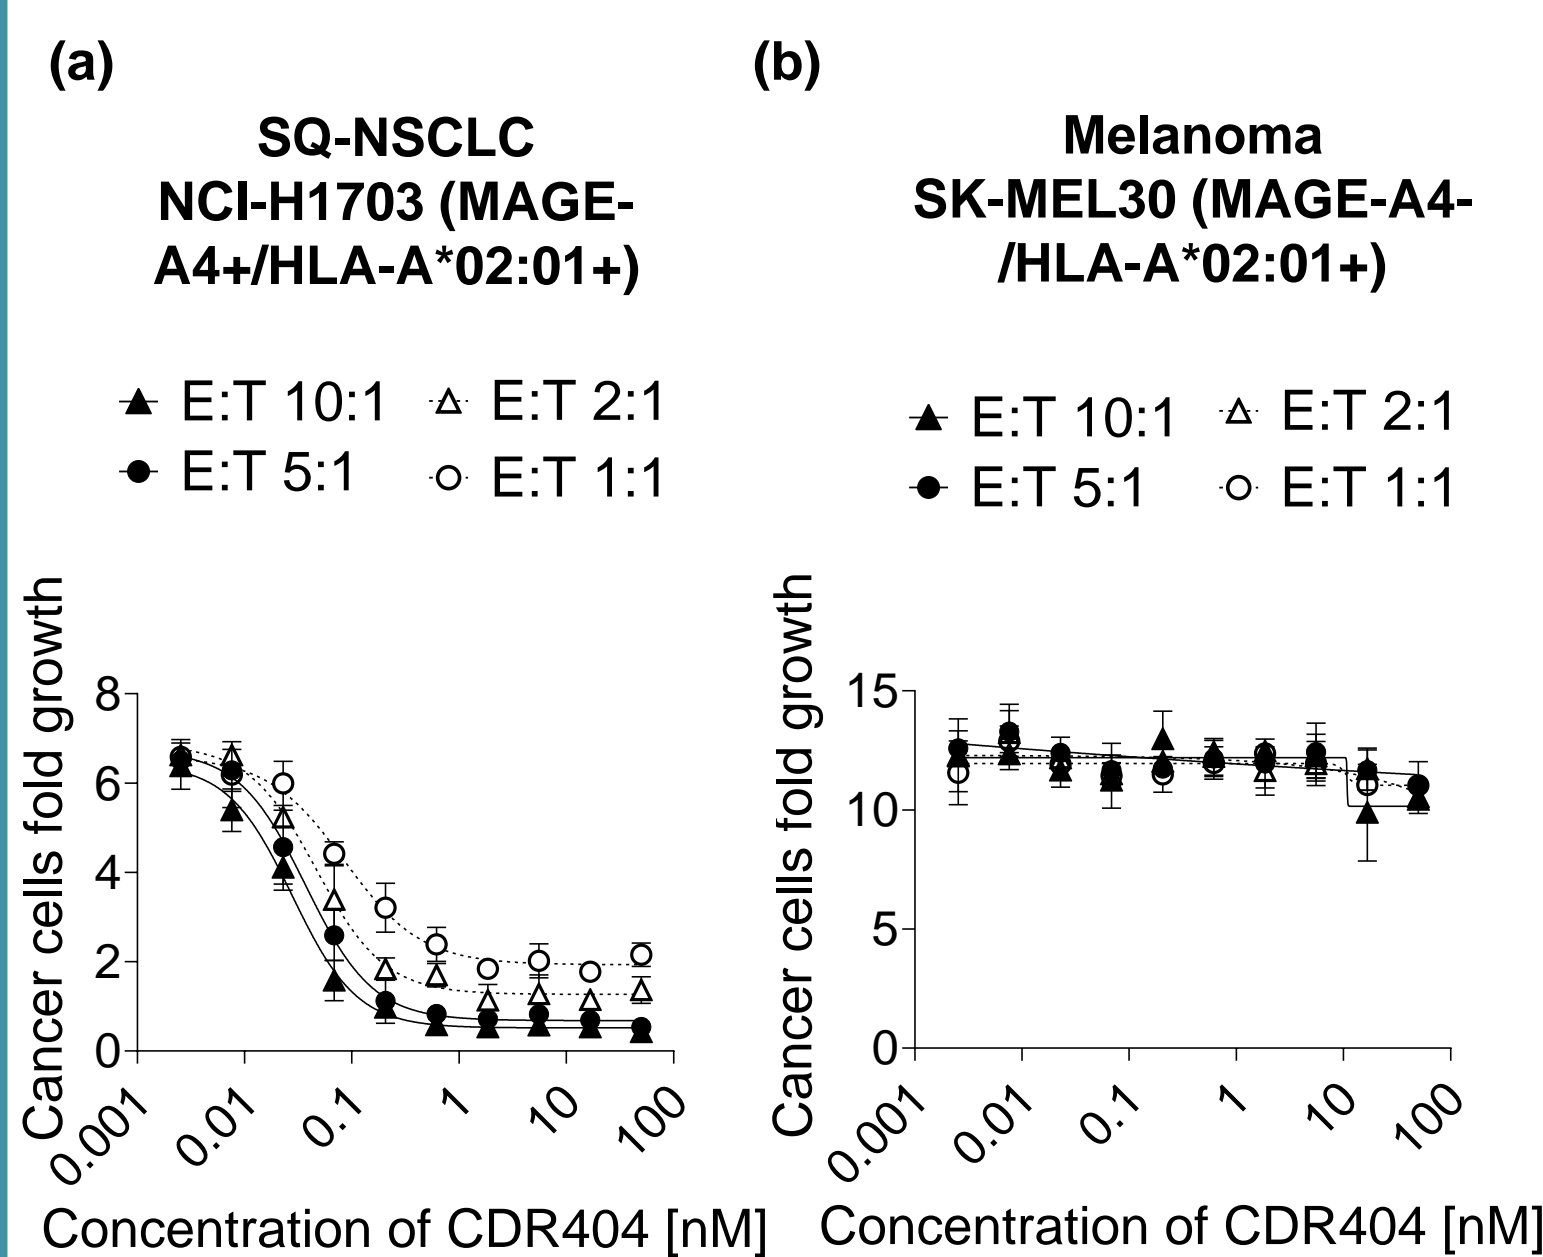 (a)
SQ-NSCLC
NCI-H1703 (MAGE-
A4+/HLA-A*02:01+)
E:T 10:1
E:T 2:1
E:T 5:1
E:T 1:1
Cancer cells fold growth
8
6
4
2
0
0.001
0.01
0.1
1
10
100
Concentration of CDR404 [nM]
(b)
Melanoma
SK-MEL30 (MAGE-A4-
/HLA-A*02:01+)
E:T 10:1
E:T 2:1
E:T 5:1
E:T 1:1
Cancer cells fold growth
15
10
5
0
0.001
0.01
0.1
1
10
100
Concentration of CDR404 [nM]